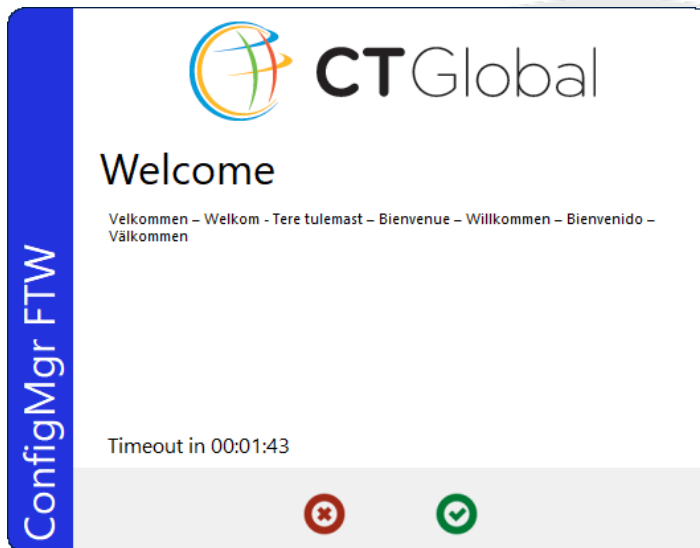 CTGlobal
Welcome
Velkommen – Welkom - Tere tulemast – Bienvenue – Willkommen – Bienvenido –
Välkommen
ConfigMgr FTW
Timeout in 00:01:43